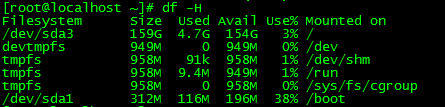 [root@localhost ~]# df -H
Filesystem Size Used Avail Use% Mounted on
/dev/sda3 159G 4.7G 154G 3% /
devtmpfs 949M 0 949M 0% /dev
tmpfs 958M 91k 958M 1% /dev/shm
tmpfs 958M 9.4M 949M 1% /run
tmpfs 958M 0 958M 0% /sys/fs/cgroup
/dev/sda1 312M 116M 196M 38% /boot